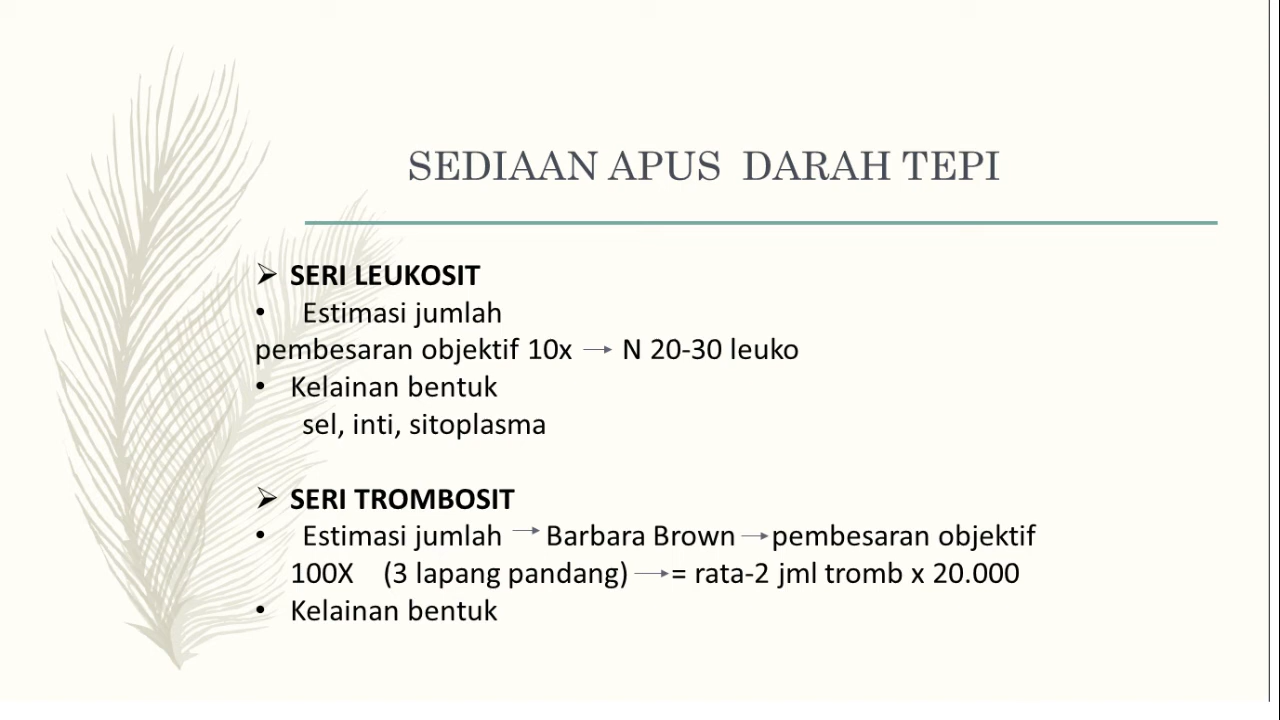 SEDIAAN APUS DARAH TEPI
➢ SERI LEUKOSIT
• Estimasi jumlah
pembesaran objektif 10x → N 20-30 leuko
• Kelainan bentuk
sel, inti, sitoplasma
➢ SERI TROMBOSIT
• Estimasi jumlah → Barbara Brown → pembesaran objektif
100X (3 lapang pandang) → = rata-2 jml tromb x 20.000
• Kelainan bentuk